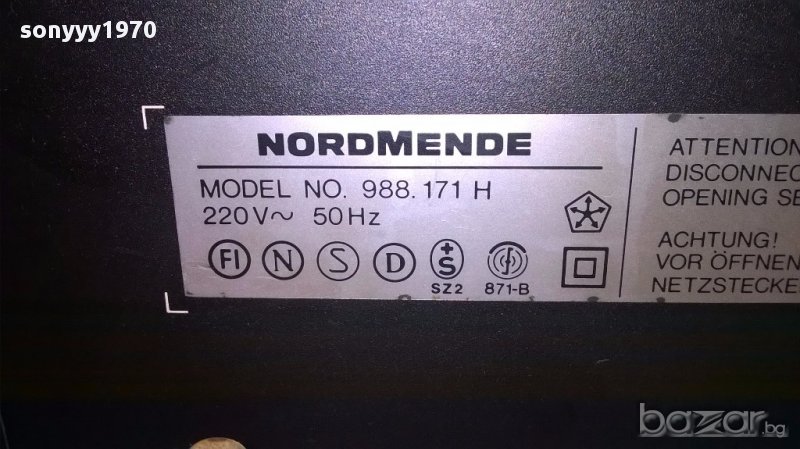 sonyyy1970
NORDMENDE
MODEL NO. 988.171 H
220V~ 50Hz
FI N S D +S
SZ2 871-B
ATTENTION
DISCONNEC
OPENING SE
ACHTUNG!
VOR ÖFFNEN
NETZSTECKE
bazar.bg